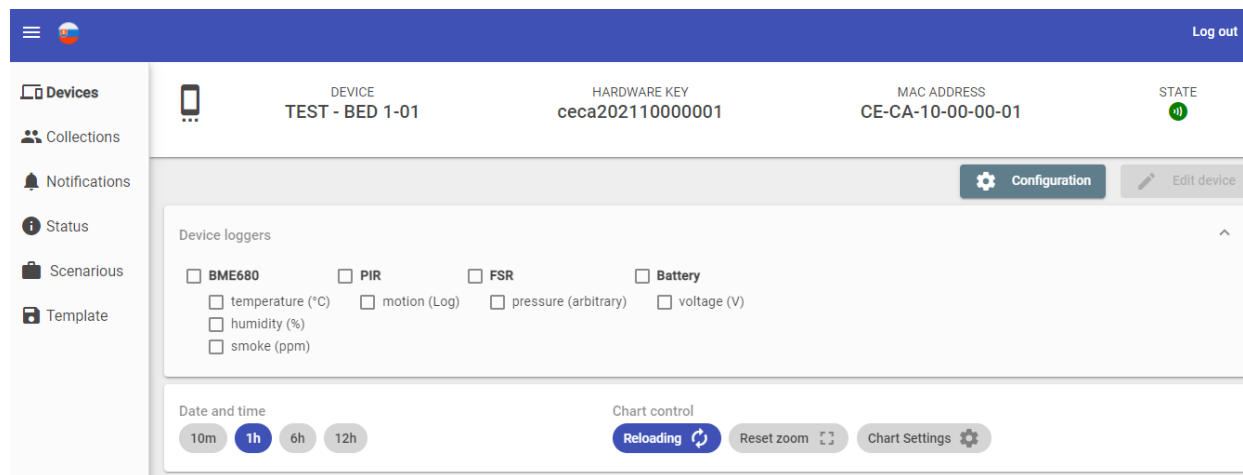 Log out
Devices
Collections
Notifications
Status
Scenarious
Template
DEVICE
TEST - BED 1-01
HARDWARE KEY
ceca202110000001
MAC ADDRESS
CE-CA-10-00-00-01
STATE
Configuration
Edit device
Device loggers
BME680
temperature (°C)
humidity (%)
smoke (ppm)
PIR
motion (Log)
FSR
pressure (arbitrary)
Battery
voltage (V)
Date and time
10m
1h
6h
12h
Chart control
Reloading
Reset zoom
Chart Settings